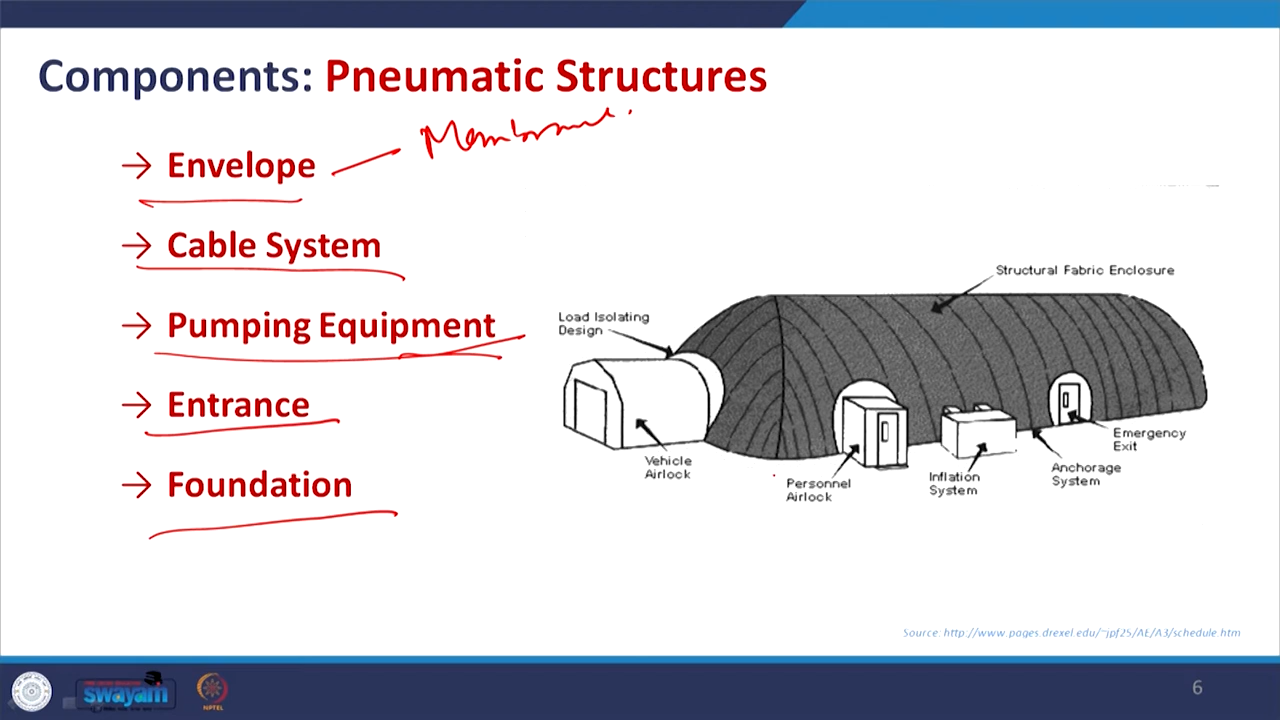 Components: Pneumatic Structures
Membrane
→ Envelope
→ Cable System
→ Pumping Equipment
→ Entrance
→ Foundation
Structural Fabric Enclosure
Load Isolating
Design
Vehicle
Airlock
Personnel
Airlock
Inflation
System
Anchorage
System
Emergency
Exit
Source: http://www.pages.drexel.edu/~jpf25/AE/A3/schedule.htm
swayam
NPTEL
6